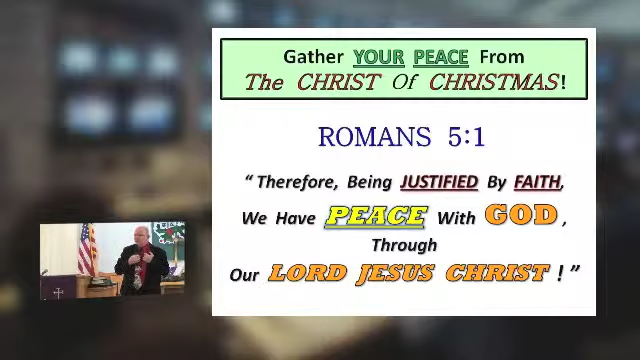 Gather YOUR PEACE From
The CHRIST Of CHRISTMAS!
ROMANS 5:1
“ Therefore, Being JUSTIFIED By FAITH,
We Have PEACE With GOD ,
Through
Our LORD JESUS CHRIST ! ”